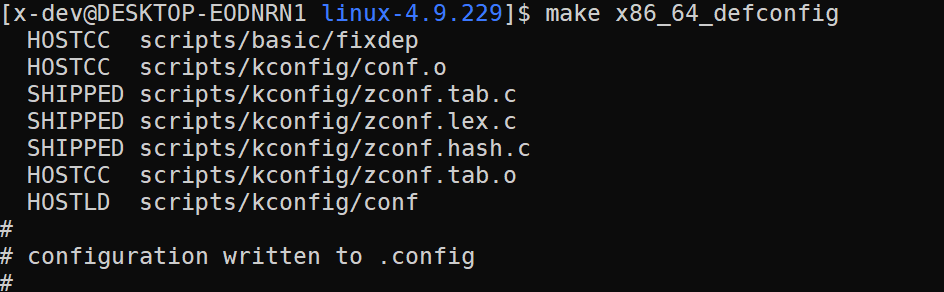 [x-dev@DESKTOP-EODNRN1 linux-4.9.229]$ make x86_64_defconfig
  HOSTCC  scripts/basic/fixdep
  HOSTCC  scripts/kconfig/conf.o
  SHIPPED scripts/kconfig/zconf.tab.c
  SHIPPED scripts/kconfig/zconf.lex.c
  SHIPPED scripts/kconfig/zconf.hash.c
  HOSTCC  scripts/kconfig/zconf.tab.o
  HOSTLD  scripts/kconfig/conf
#
# configuration written to .config
#